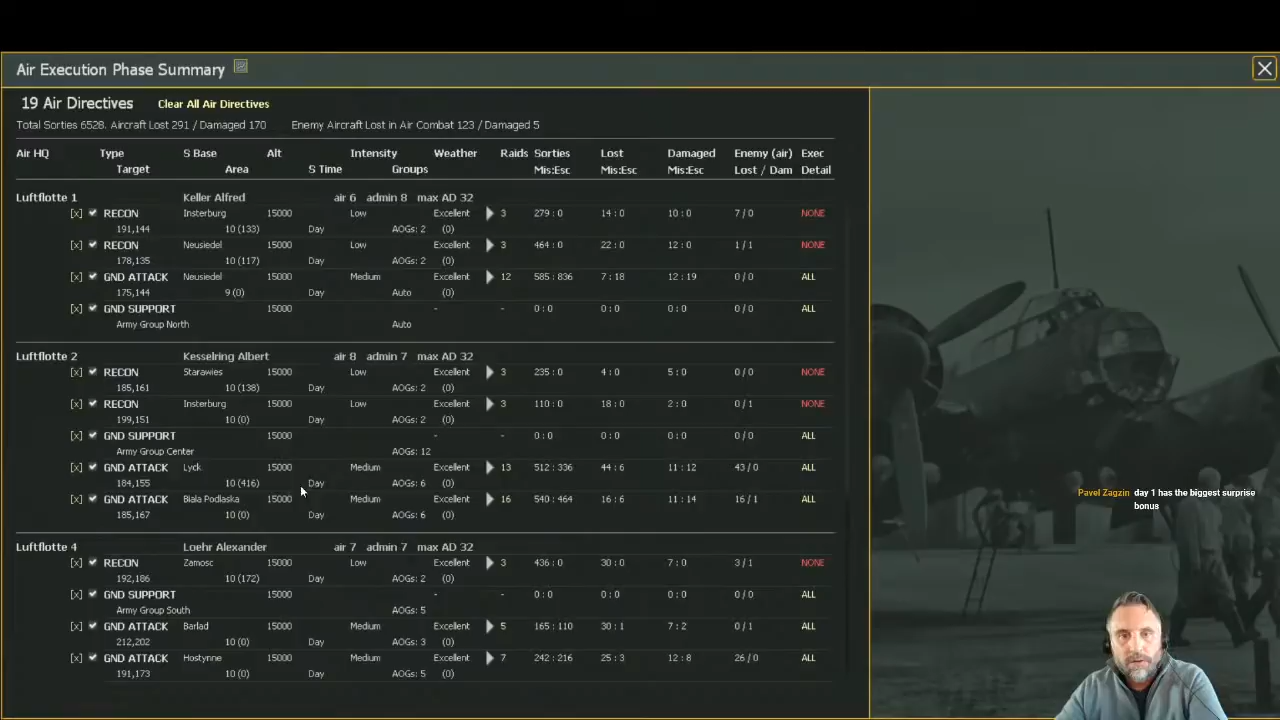 Air Execution Phase Summary
19 Air Directives Clear All Air Directives
Total Sorties 6528. Aircraft Lost 291 / Damaged 170 Enemy Aircraft Lost in Air Combat 123 / Damaged 5
Air HQ Type S Base Alt Intensity Weather Raids Sorties Lost Damaged Enemy (air) Exec
Target Area S Time Groups Mis:Esc Mis:Esc Mis:Esc Lost / Dam Detail
Luftflotte 1 Keller Alfred air 6 admin 8 max AD 32
[x] RECON Insterburg 15000 Low Excellent 3 279 : 0 14 : 0 10 : 0 7 / 0 NONE
191,144 10 (133) Day AOGs: 2 (0)
[x] RECON Neusiedel 15000 Low Excellent 3 464 : 0 22 : 0 12 : 0 1 / 1 NONE
178,135 10 (117) Day AOGs: 2 (0)
[x] GND ATTACK Neusiedel 15000 Medium Excellent 12 585 : 836 7 : 18 12 : 19 0 / 0 ALL
175,144 9 (0) Day Auto (0)
[x] GND SUPPORT 15000 - - 0 : 0 0 : 0 0 : 0 0 / 0 ALL
Army Group North Auto
Luftflotte 2 Kesselring Albert air 8 admin 7 max AD 32
[x] RECON Starawies 15000 Low Excellent 3 235 : 0 4 : 0 5 : 0 0 / 0 NONE
185,161 10 (138) Day AOGs: 2 (0)
[x] RECON Insterburg 15000 Low Excellent 3 110 : 0 18 : 0 2 : 0 0 / 1 NONE
199,151 10 (0) Day AOGs: 2 (0)
[x] GND SUPPORT 15000 - - 0 : 0 0 : 0 0 : 0 0 / 0 ALL
Army Group Center AOGs: 12
[x] GND ATTACK Lyck 15000 Medium Excellent 13 512 : 336 44 : 6 11 : 12 43 / 0 ALL
184,155 10 (416) Day AOGs: 6 (0)
[x] GND ATTACK Biala Podlaska 15000 Medium Excellent 16 540 : 464 16 : 6 11 : 14 16 / 1 ALL
185,167 10 (0) Day AOGs: 6 (0)
Luftflotte 4 Loehr Alexander air 7 admin 7 max AD 32
[x] RECON Zamosc 15000 Low Excellent 3 436 : 0 30 : 0 7 : 0 3 / 1 NONE
192,186 10 (172) Day AOGs: 2 (0)
[x] GND SUPPORT 15000 - - 0 : 0 0 : 0 0 : 0 0 / 0 ALL
Army Group South AOGs: 5
[x] GND ATTACK Barlad 15000 Medium Excellent 5 165 : 110 30 : 1 7 : 2 0 / 1 ALL
212,202 10 (0) Day AOGs: 3 (0)
[x] GND ATTACK Hostynne 15000 Medium Excellent 7 242 : 216 25 : 3 12 : 8 26 / 0 ALL
191,173 10 (0) Day AOGs: 5 (0)
Pavel Zagzin day 1 has the biggest surprise
bonus